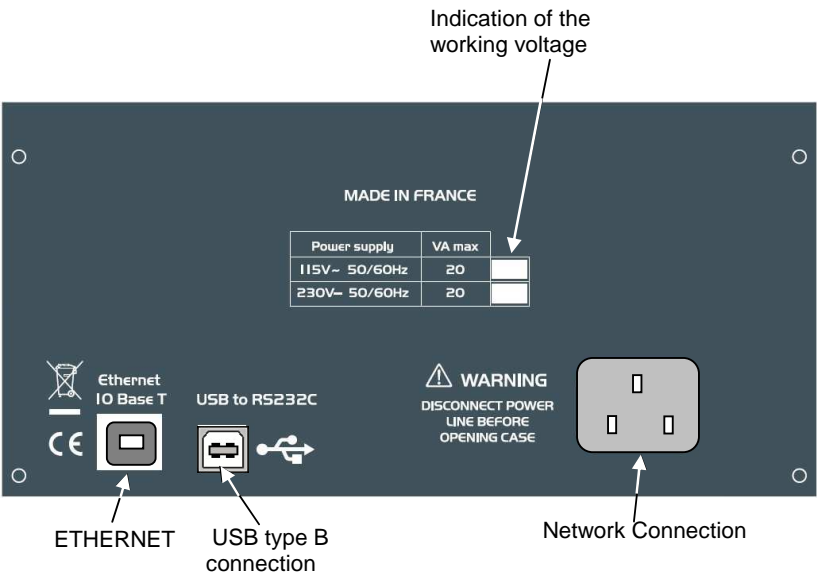 Indication of the
working voltage
MADE IN FRANCE
Power supply VA max
115V~ 50/60Hz 20
230V~ 50/60Hz 20
Ethernet
10 Base T
USB to RS232C
WARNING
DISCONNECT POWER
LINE BEFORE
OPENING CASE
CE
ETHERNET
USB type B
connection
Network Connection